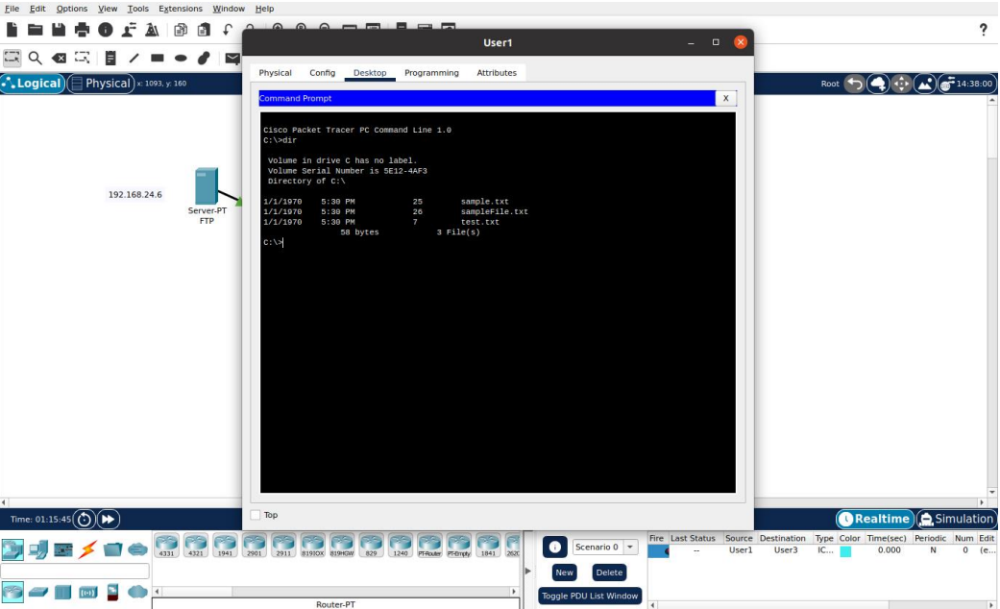 File Edit Options View Tools Extensions Window Help
?
User1
Physical Config Desktop Programming Attributes
Logical Physical x: 1093, y: 160
Root 14:38:00
Command Prompt
X
Cisco Packet Tracer PC Command Line 1.0
C:\>dir
Volume in drive C has no label.
Volume Serial Number is 5E12-4AF3
Directory of C:\
1/1/1970 5:30 PM 25 sample.txt
1/1/1970 5:30 PM 26 sampleFile.txt
1/1/1970 5:30 PM 7 test.txt
58 bytes 3 File(s)
C:\>
192.168.24.6
Server-PT
FTP
Top
Time: 01:15:45
Realtime Simulation
4331 4321 1941 2901 2911 819IOX 819HGW 829 1240 PT-Router PT-Empty 1841 262
Scenario 0
New Delete
Toggle PDU List Window
Fire Last Status Source Destination Type Color Time(sec) Periodic Num Edit
-- User1 User3 IC... 0.000 N 0 (e...
Router-PT